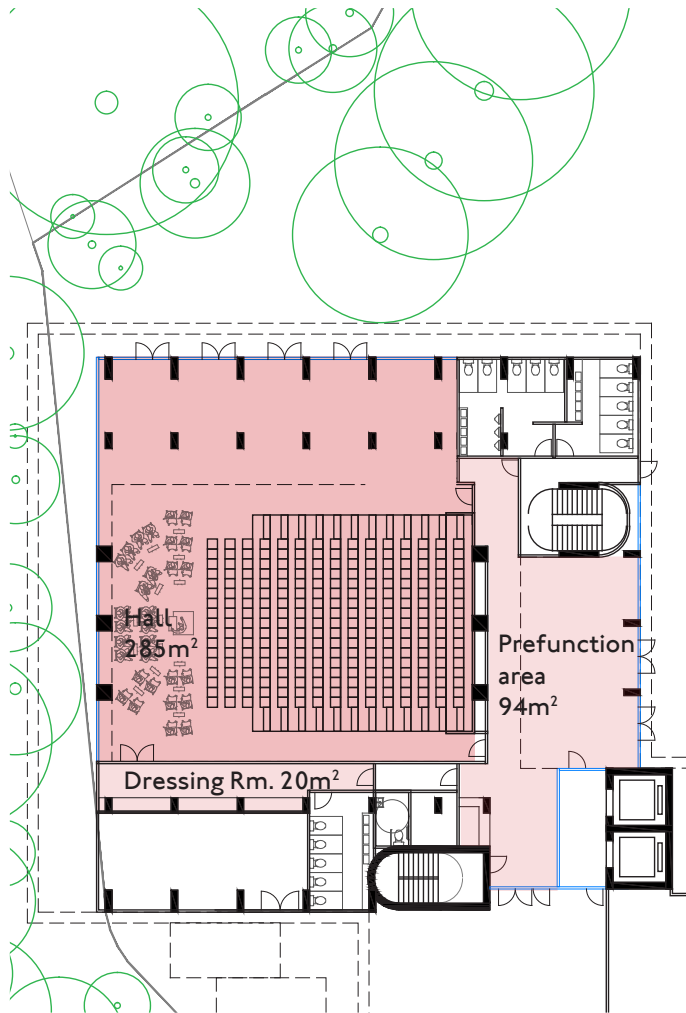 Hall
285m²
Prefunction
area
94m²
Dressing Rm. 20m²